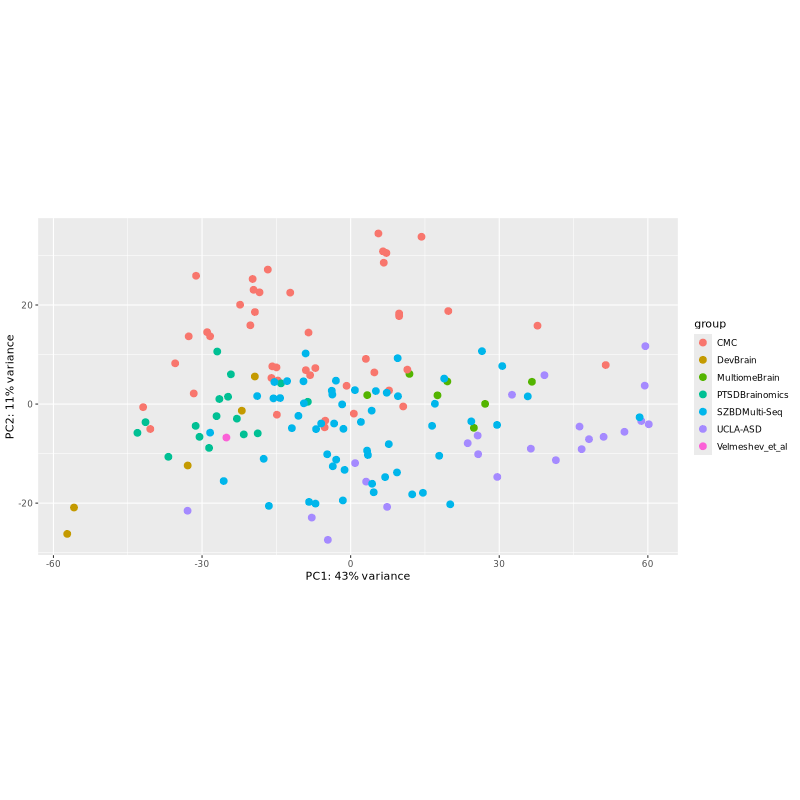 20
0
-20
PC2: 11% variance
-60
-30
0
30
60
PC1: 43% variance
group
CMC
DevBrain
MultiomeBrain
PTSDBrainomics
SZBDMulti-Seq
UCLA-ASD
Velmeshev_et_al